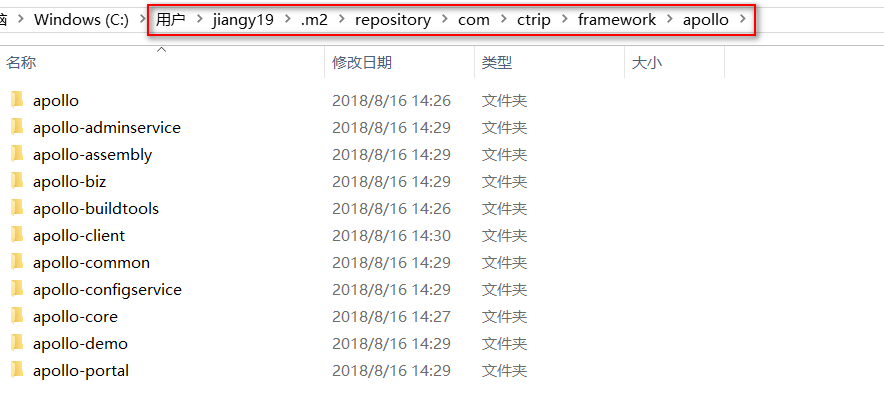 脑 > Windows (C:) > 用户 > jiangy19 > .m2 > repository > com > ctrip > framework > apollo >
名称 修改日期 类型 大小
apollo 2018/8/16 14:26 文件夹
apollo-adminservice 2018/8/16 14:29 文件夹
apollo-assembly 2018/8/16 14:29 文件夹
apollo-biz 2018/8/16 14:29 文件夹
apollo-buildtools 2018/8/16 14:26 文件夹
apollo-client 2018/8/16 14:30 文件夹
apollo-common 2018/8/16 14:29 文件夹
apollo-configservice 2018/8/16 14:29 文件夹
apollo-core 2018/8/16 14:27 文件夹
apollo-demo 2018/8/16 14:29 文件夹
apollo-portal 2018/8/16 14:29 文件夹